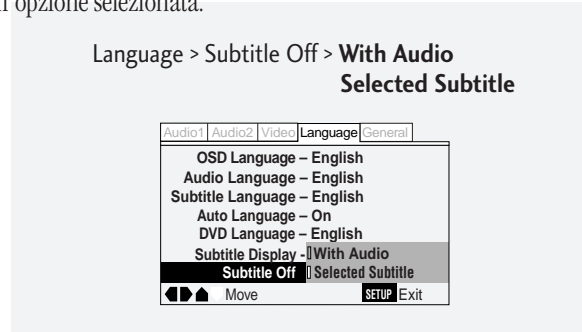 opzione selezionata.
Language > Subtitle Off > With Audio
Selected Subtitle
Audio1 Audio2 Video Language General
OSD Language – English
Audio Language – English
Subtitle Language – English
Auto Language – On
DVD Language – English
Subtitle Display - With Audio
Subtitle Off Selected Subtitle
Move SETUP Exit